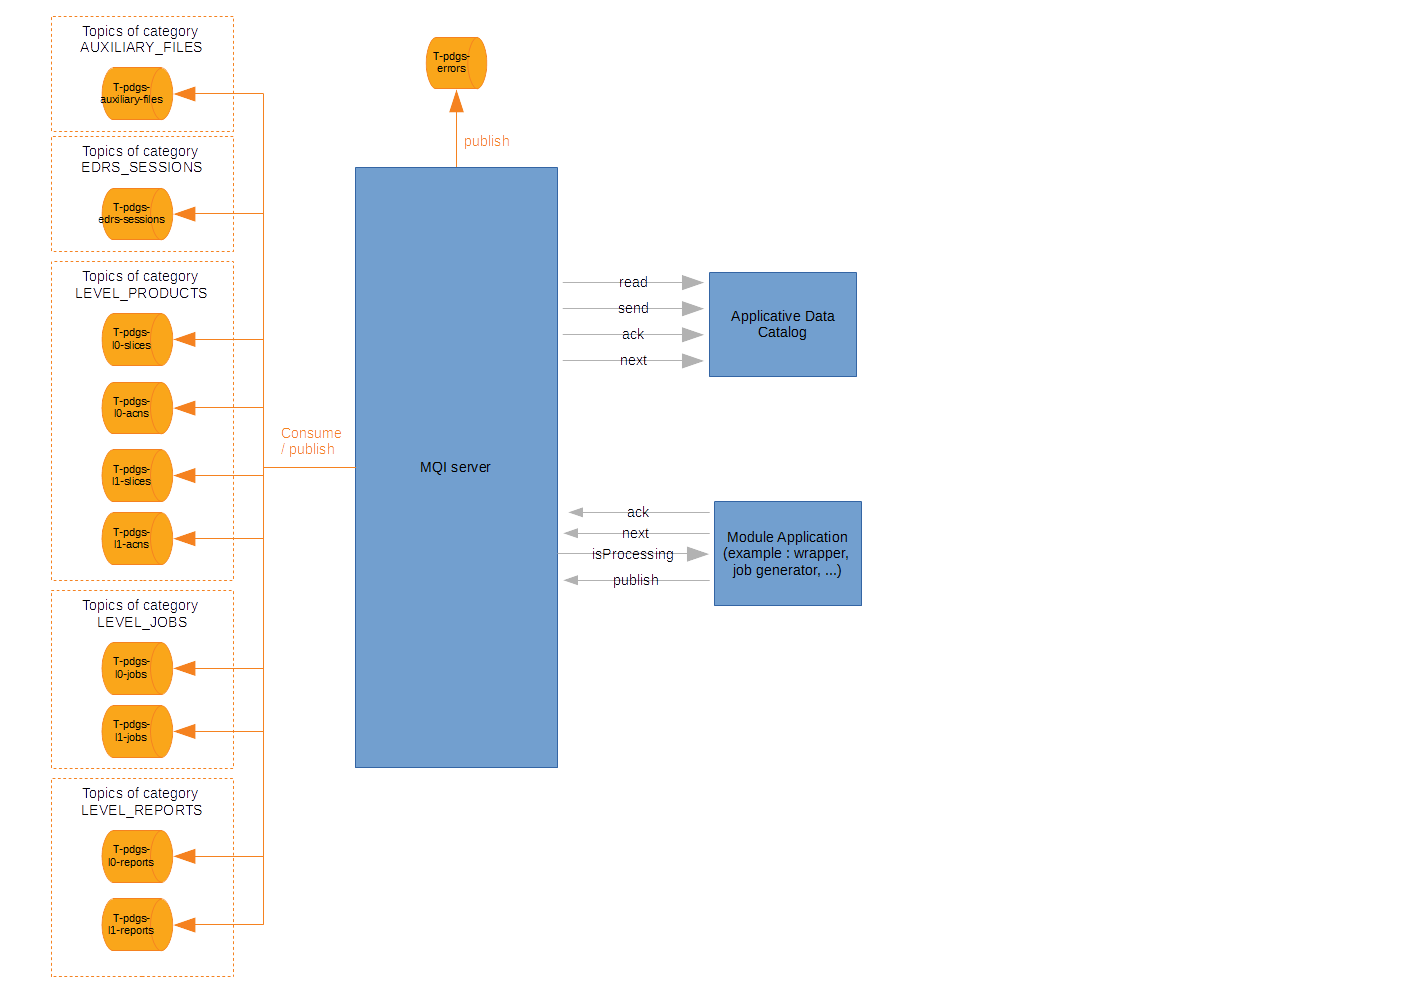 Topics of category
AUXILIARY_FILES
T-pdgs-
auxiliary-files
Topics of category
EDRS_SESSIONS
T-pdgs-
edrs-sessions
Topics of category
LEVEL_PRODUCTS
T-pdgs-
l0-slices
T-pdgs-
l0-acns
T-pdgs-
l1-slices
T-pdgs-
l1-acns
Topics of category
LEVEL_JOBS
T-pdgs-
l0-jobs
T-pdgs-
l1-jobs
Topics of category
LEVEL_REPORTS
T-pdgs-
l0-reports
T-pdgs-
l1-reports
Consume
/ publish
T-pdgs-
errors
publish
MQI server
read
send
ack
next
Applicative Data
Catalog
ack
next
isProcessing
publish
Module Application
(example : wrapper,
job generator, ...)